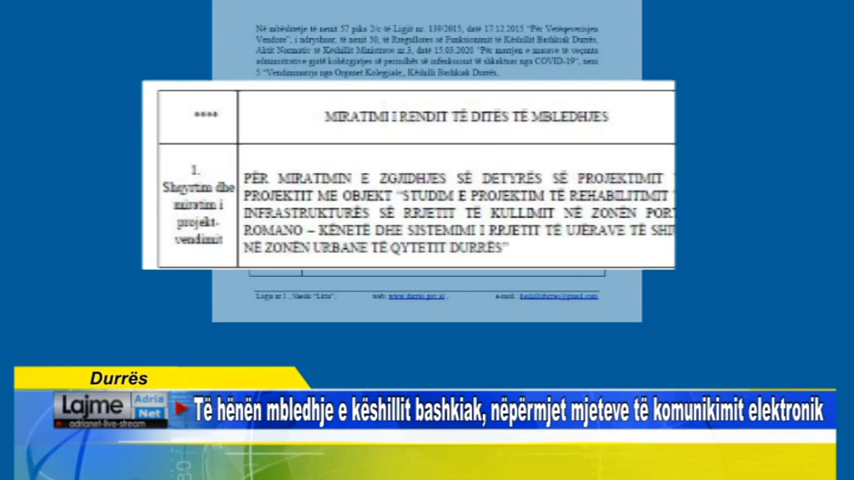 Në mbështetje të nenit 57 pika 2/c të Ligjit nr. 139/2015, datë 17.12.2015 "Për Vetëqeverisjen
Vendore", i ndryshuar, të nenit 50, të Rregullores së Funksionimit të Këshillit Bashkiak Durrës,
Aktit Normativ të Këshillit Ministrave nr.3, datë 15.03.2020 "Për marrjen e masave të veçanta
administrative gjatë kohëzgjatjes së periudhës së infeksionit të shkaktuar nga COVID-19", neni
5 "Vendimmarrja nga Organet Kolegjiale, Këshilli Bashkiak Durrës,
**** MIRATIMI I RENDIT TË DITËS TË MBLEDHJES
1.
Shqyrtim dhe
miratim i
projekt-
vendimit
PËR MIRATIMIN E ZGJIDHJES SË DETYRËS SË PROJEKTIMIT
PROJEKTIT ME OBJEKT "STUDIM E PROJEKTIM TË REHABILITIMIT
INFRASTRUKTURËS SË RRJETIT TË KULLIMIT NË ZONËN POR
ROMANO – KËNETË DHE SISTEMIMI I RRJETIT TË UJËRAVE TË SHI
NË ZONËN URBANE TË QYTETIT DURRËS"
Lagja nr.1, Sheshi "Liria", web: www.durres.gov.al, e-mail:
Durrës
Lajme Adria Net
adrianet-live-stream
Të hënën mbledhje e këshillit bashkiak, nëpërmjet mjeteve të komunikimit elektronik